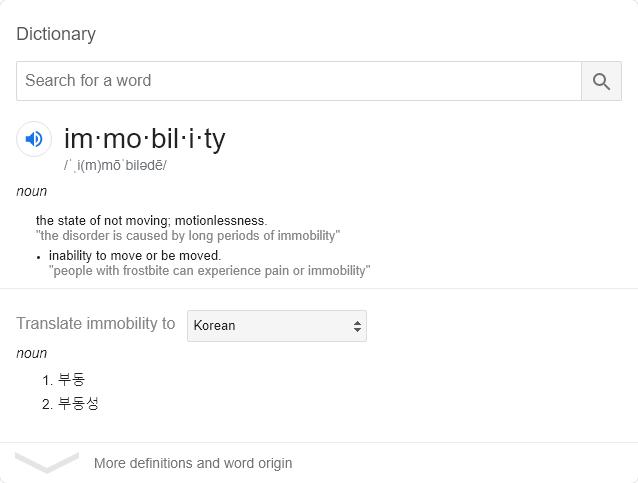 Dictionary
Search for a word
im·mo·bil·i·ty
/ˌi(m)mōˈbilədē/
noun
the state of not moving; motionlessness.
"the disorder is caused by long periods of immobility"
• inability to move or be moved.
"people with frostbite can experience pain or immobility"
Translate immobility to Korean
noun
1. 부동
2. 부동성
More definitions and word origin